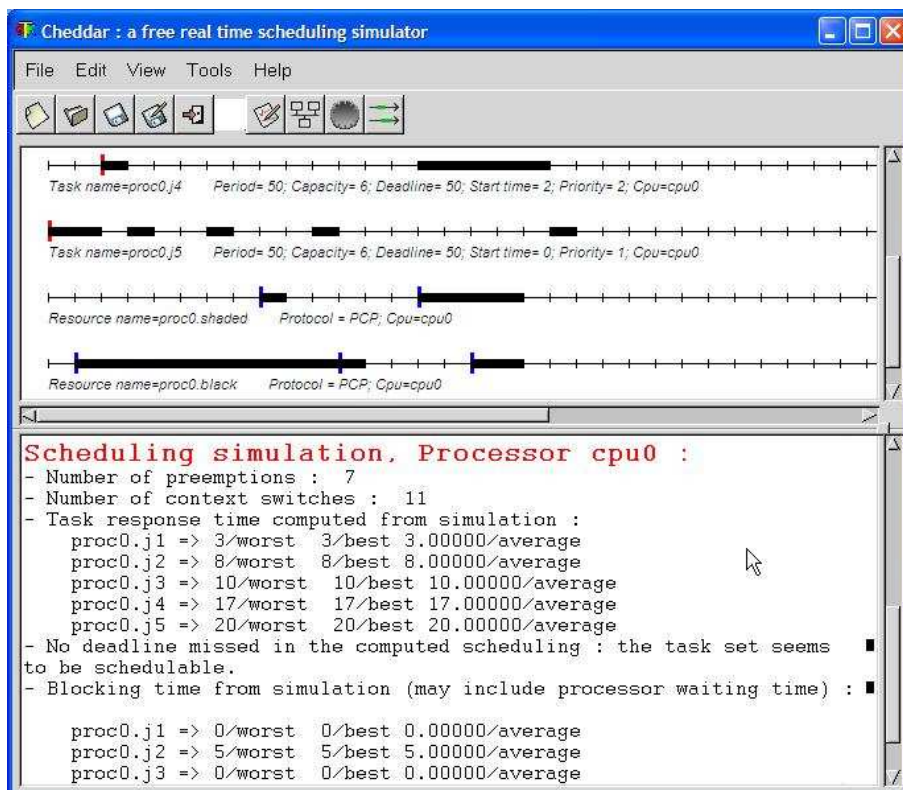 Cheddar : a free real time scheduling simulator
File Edit View Tools Help
Task name=proc0.j4 Period= 50; Capacity= 6; Deadline= 50; Start time= 2; Priority= 2; Cpu=cpu0
Task name=proc0.j5 Period= 50; Capacity= 6; Deadline= 50; Start time= 0; Priority= 1; Cpu=cpu0
Resource name=proc0.shaded Protocol = PCP; Cpu=cpu0
Resource name=proc0.black Protocol = PCP; Cpu=cpu0
Scheduling simulation, Processor cpu0 :
- Number of preemptions : 7
- Number of context switches : 11
- Task response time computed from simulation :
proc0.j1 => 3/worst 3/best 3.00000/average
proc0.j2 => 8/worst 8/best 8.00000/average
proc0.j3 => 10/worst 10/best 10.00000/average
proc0.j4 => 17/worst 17/best 17.00000/average
proc0.j5 => 20/worst 20/best 20.00000/average
- No deadline missed in the computed scheduling : the task set seems
to be schedulable.
- Blocking time from simulation (may include processor waiting time) :
proc0.j1 => 0/worst 0/best 0.00000/average
proc0.j2 => 5/worst 5/best 5.00000/average
proc0.j3 => 0/worst 0/best 0.00000/average